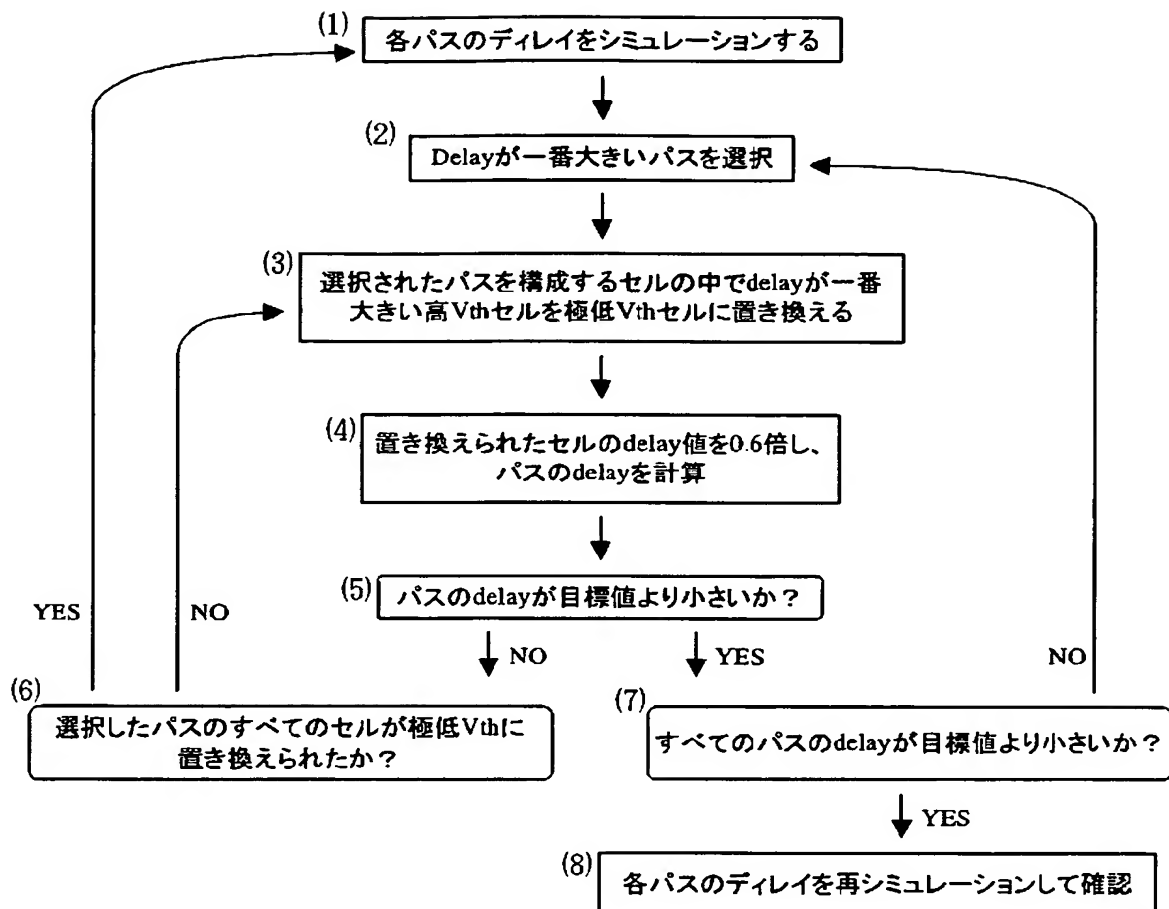 (1)
各パスのディレイをシミュレーションする
(2)
Delayが一番大きいパスを選択
(3)
選択されたパスを構成するセルの中でdelayが一番
大きい高Vthセルを極低Vthセルに置き換える
(4)
置き換えられたセルのdelay値を0.6倍し、
パスのdelayを計算
(5)
パスのdelayが目標値より小さいか？
YES
NO
NO
YES
NO
(6)
選択したパスのすべてのセルが極低Vthに
置き換えられたか？
(7)
すべてのパスのdelayが目標値より小さいか？
YES
(8)
各パスのディレイを再シミュレーションして確認